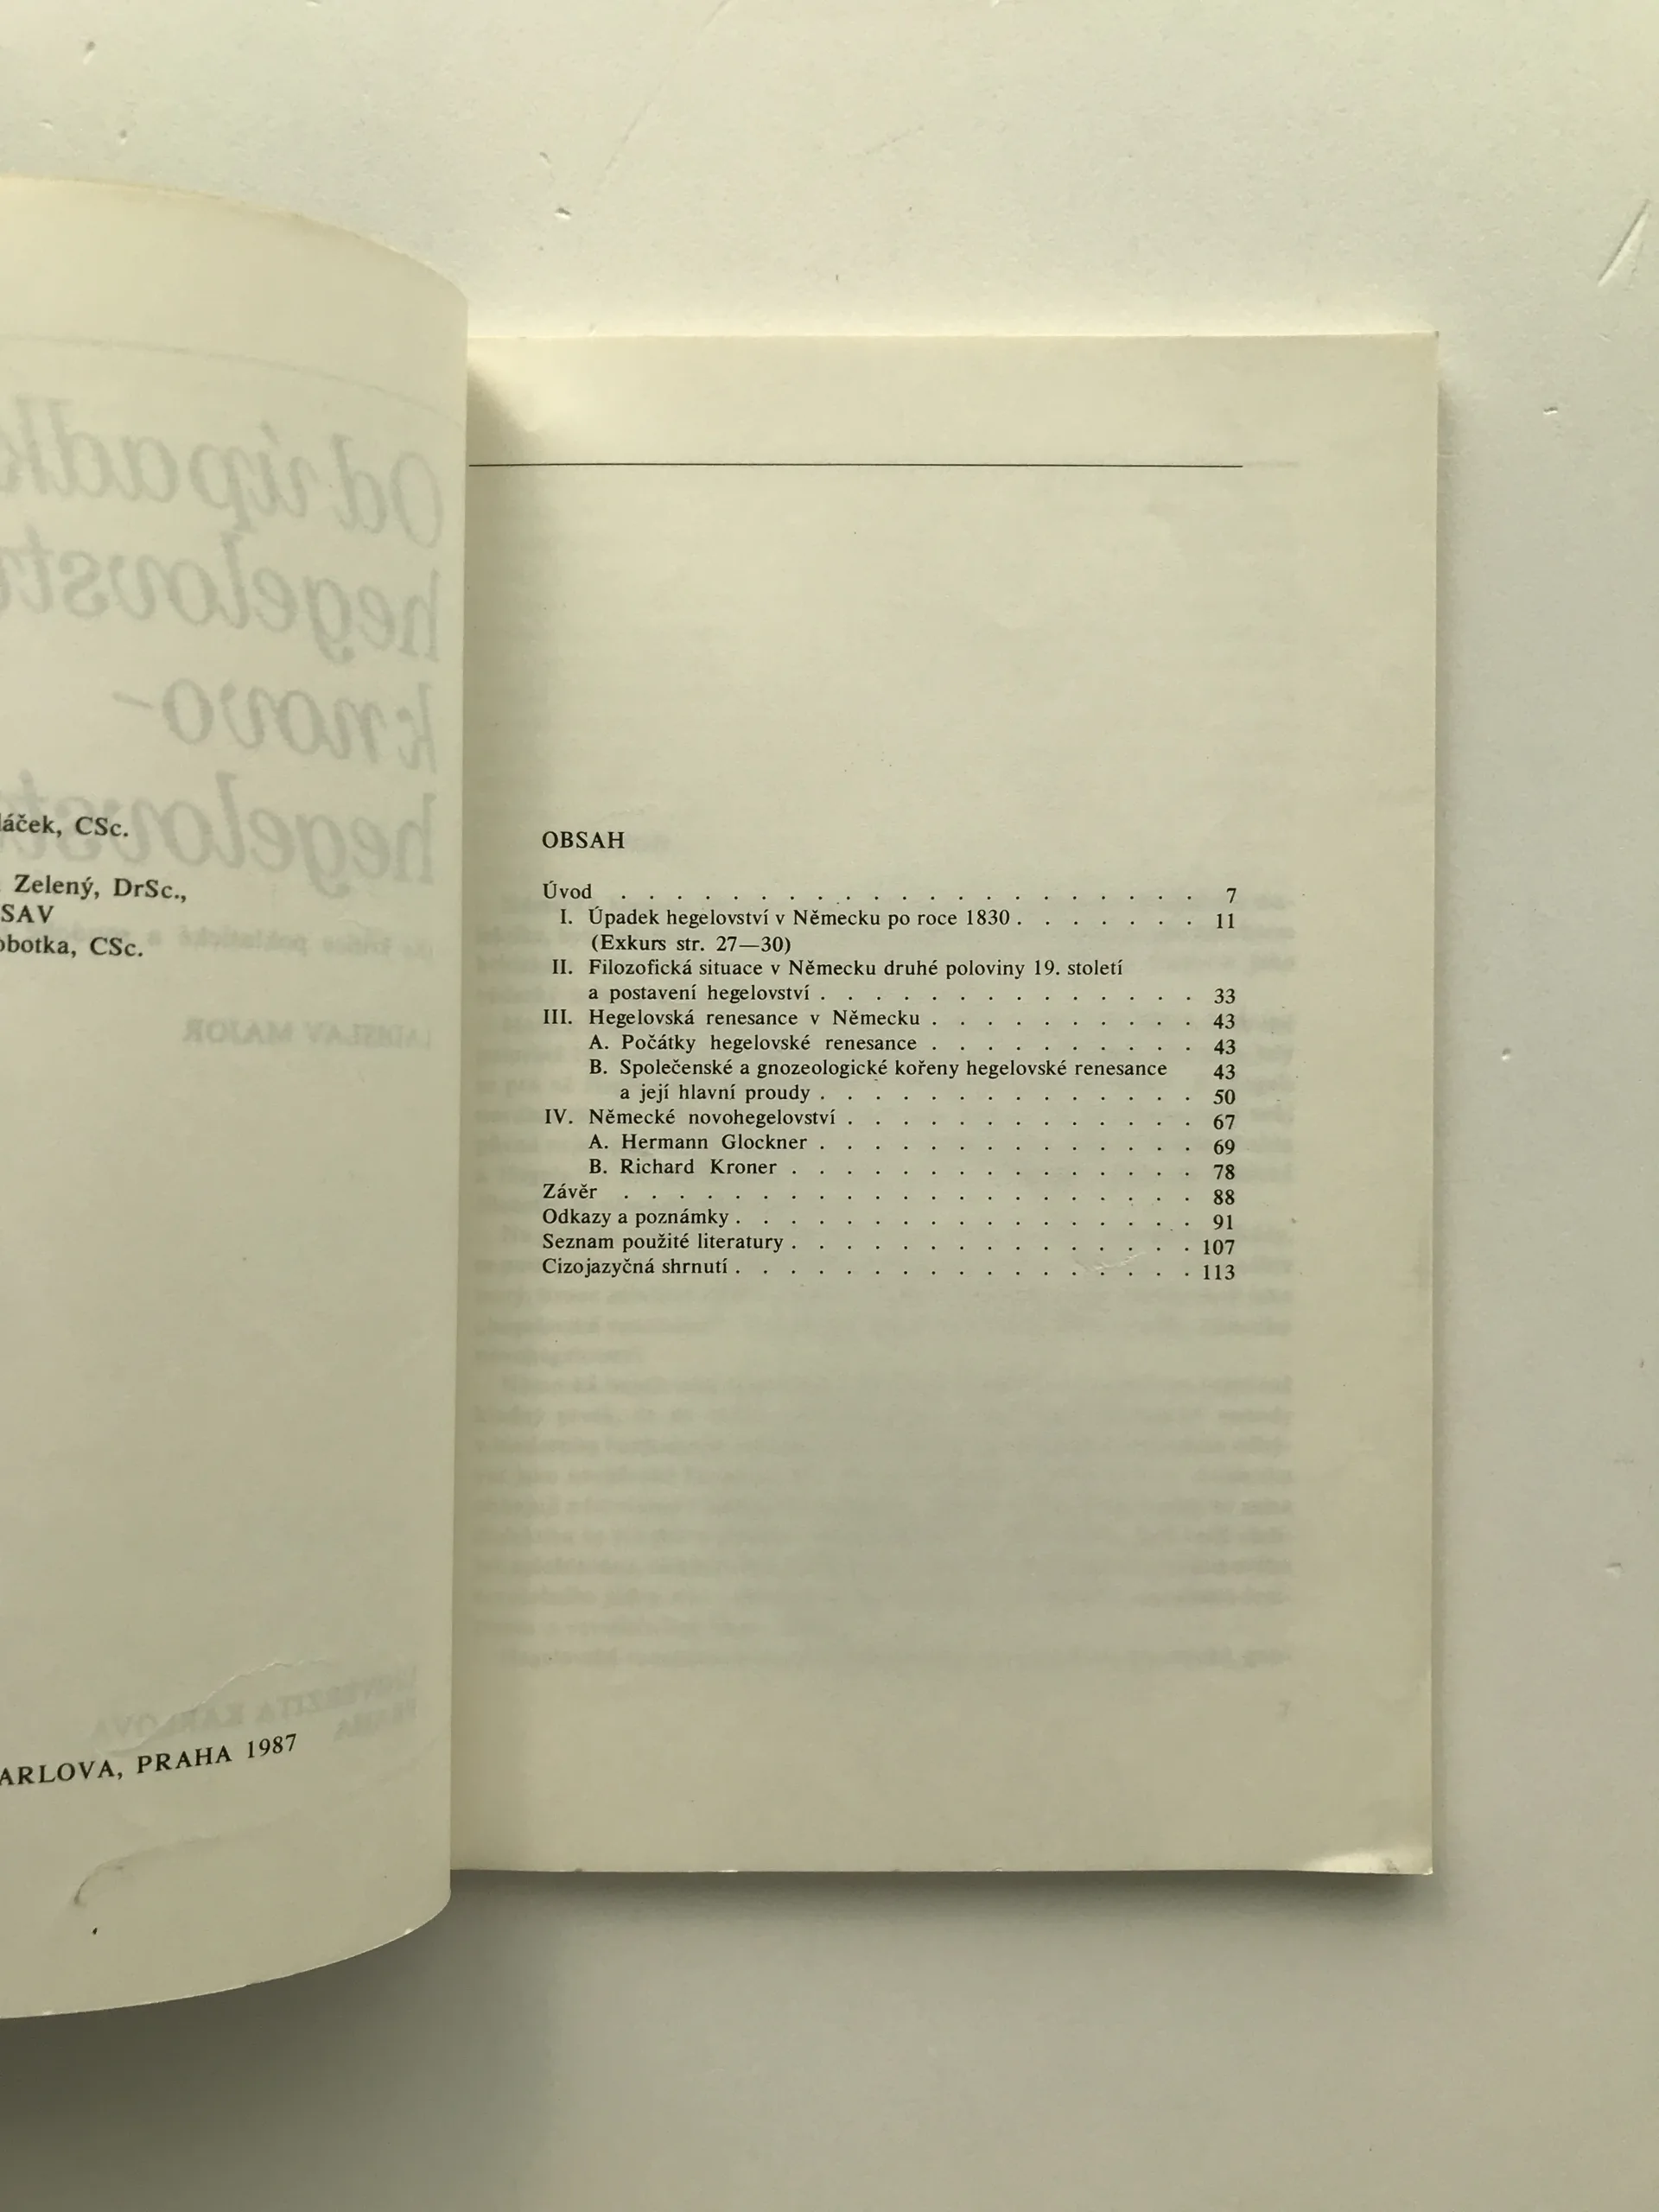 láček, CSc.
Zelený, DrSc.,
SAV
obotka, CSc.
ARLOVA, PRAHA 1987
OBSAH
Úvod . . . . . . . . . . . . . . . . . . . . . 7
I. Úpadek hegelovství v Německu po roce 1830 . . . . . . . 11
(Exkurs str. 27—30)
II. Filozofická situace v Německu druhé poloviny 19. století
a postavení hegelovství . . . . . . . . . . . . . . 33
III. Hegelovská renesance v Německu . . . . . . . . . . 43
A. Počátky hegelovské renesance . . . . . . . . . . 43
B. Společenské a gnozeologické kořeny hegelovské renesance 43
a její hlavní proudy . . . . . . . . . . . . . . 50
IV. Německé novohegelovství . . . . . . . . . . . . . 67
A. Hermann Glockner . . . . . . . . . . . . . . 69
B. Richard Kroner . . . . . . . . . . . . . . . 78
Závěr . . . . . . . . . . . . . . . . . . . . . 88
Odkazy a poznámky . . . . . . . . . . . . . . . . . 91
Seznam použité literatury . . . . . . . . . . . . . . . 107
Cizojazyčná shrnutí . . . . . . . . . . . . . . . . . 113